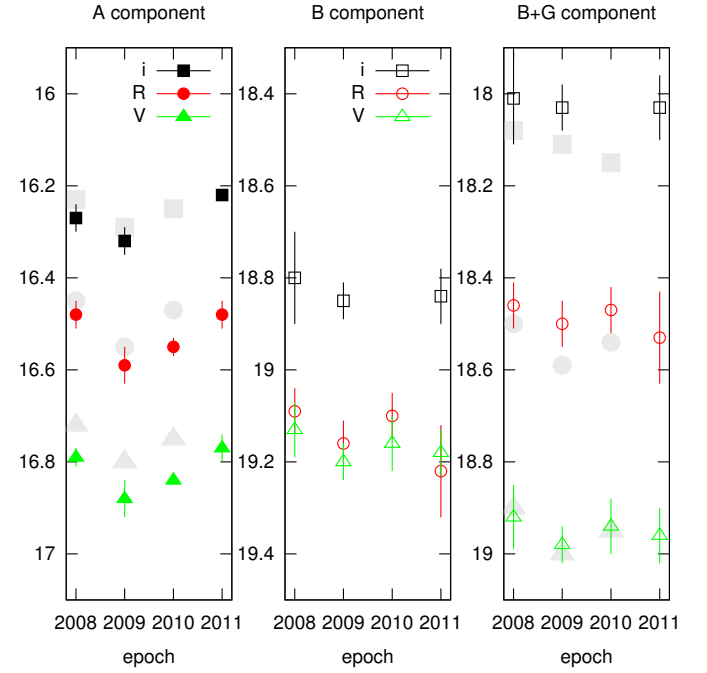 A component B component B+G component
i i
R R
V V
16 18.4 18
16.2 18.6 18.2
16.4 18.8 18.4
16.6 19 18.6
16.8 19.2 18.8
17 19.4 19
2008 2009 2010 2011 2008 2009 2010 2011 2008 2009 2010 2011
epoch epoch epoch